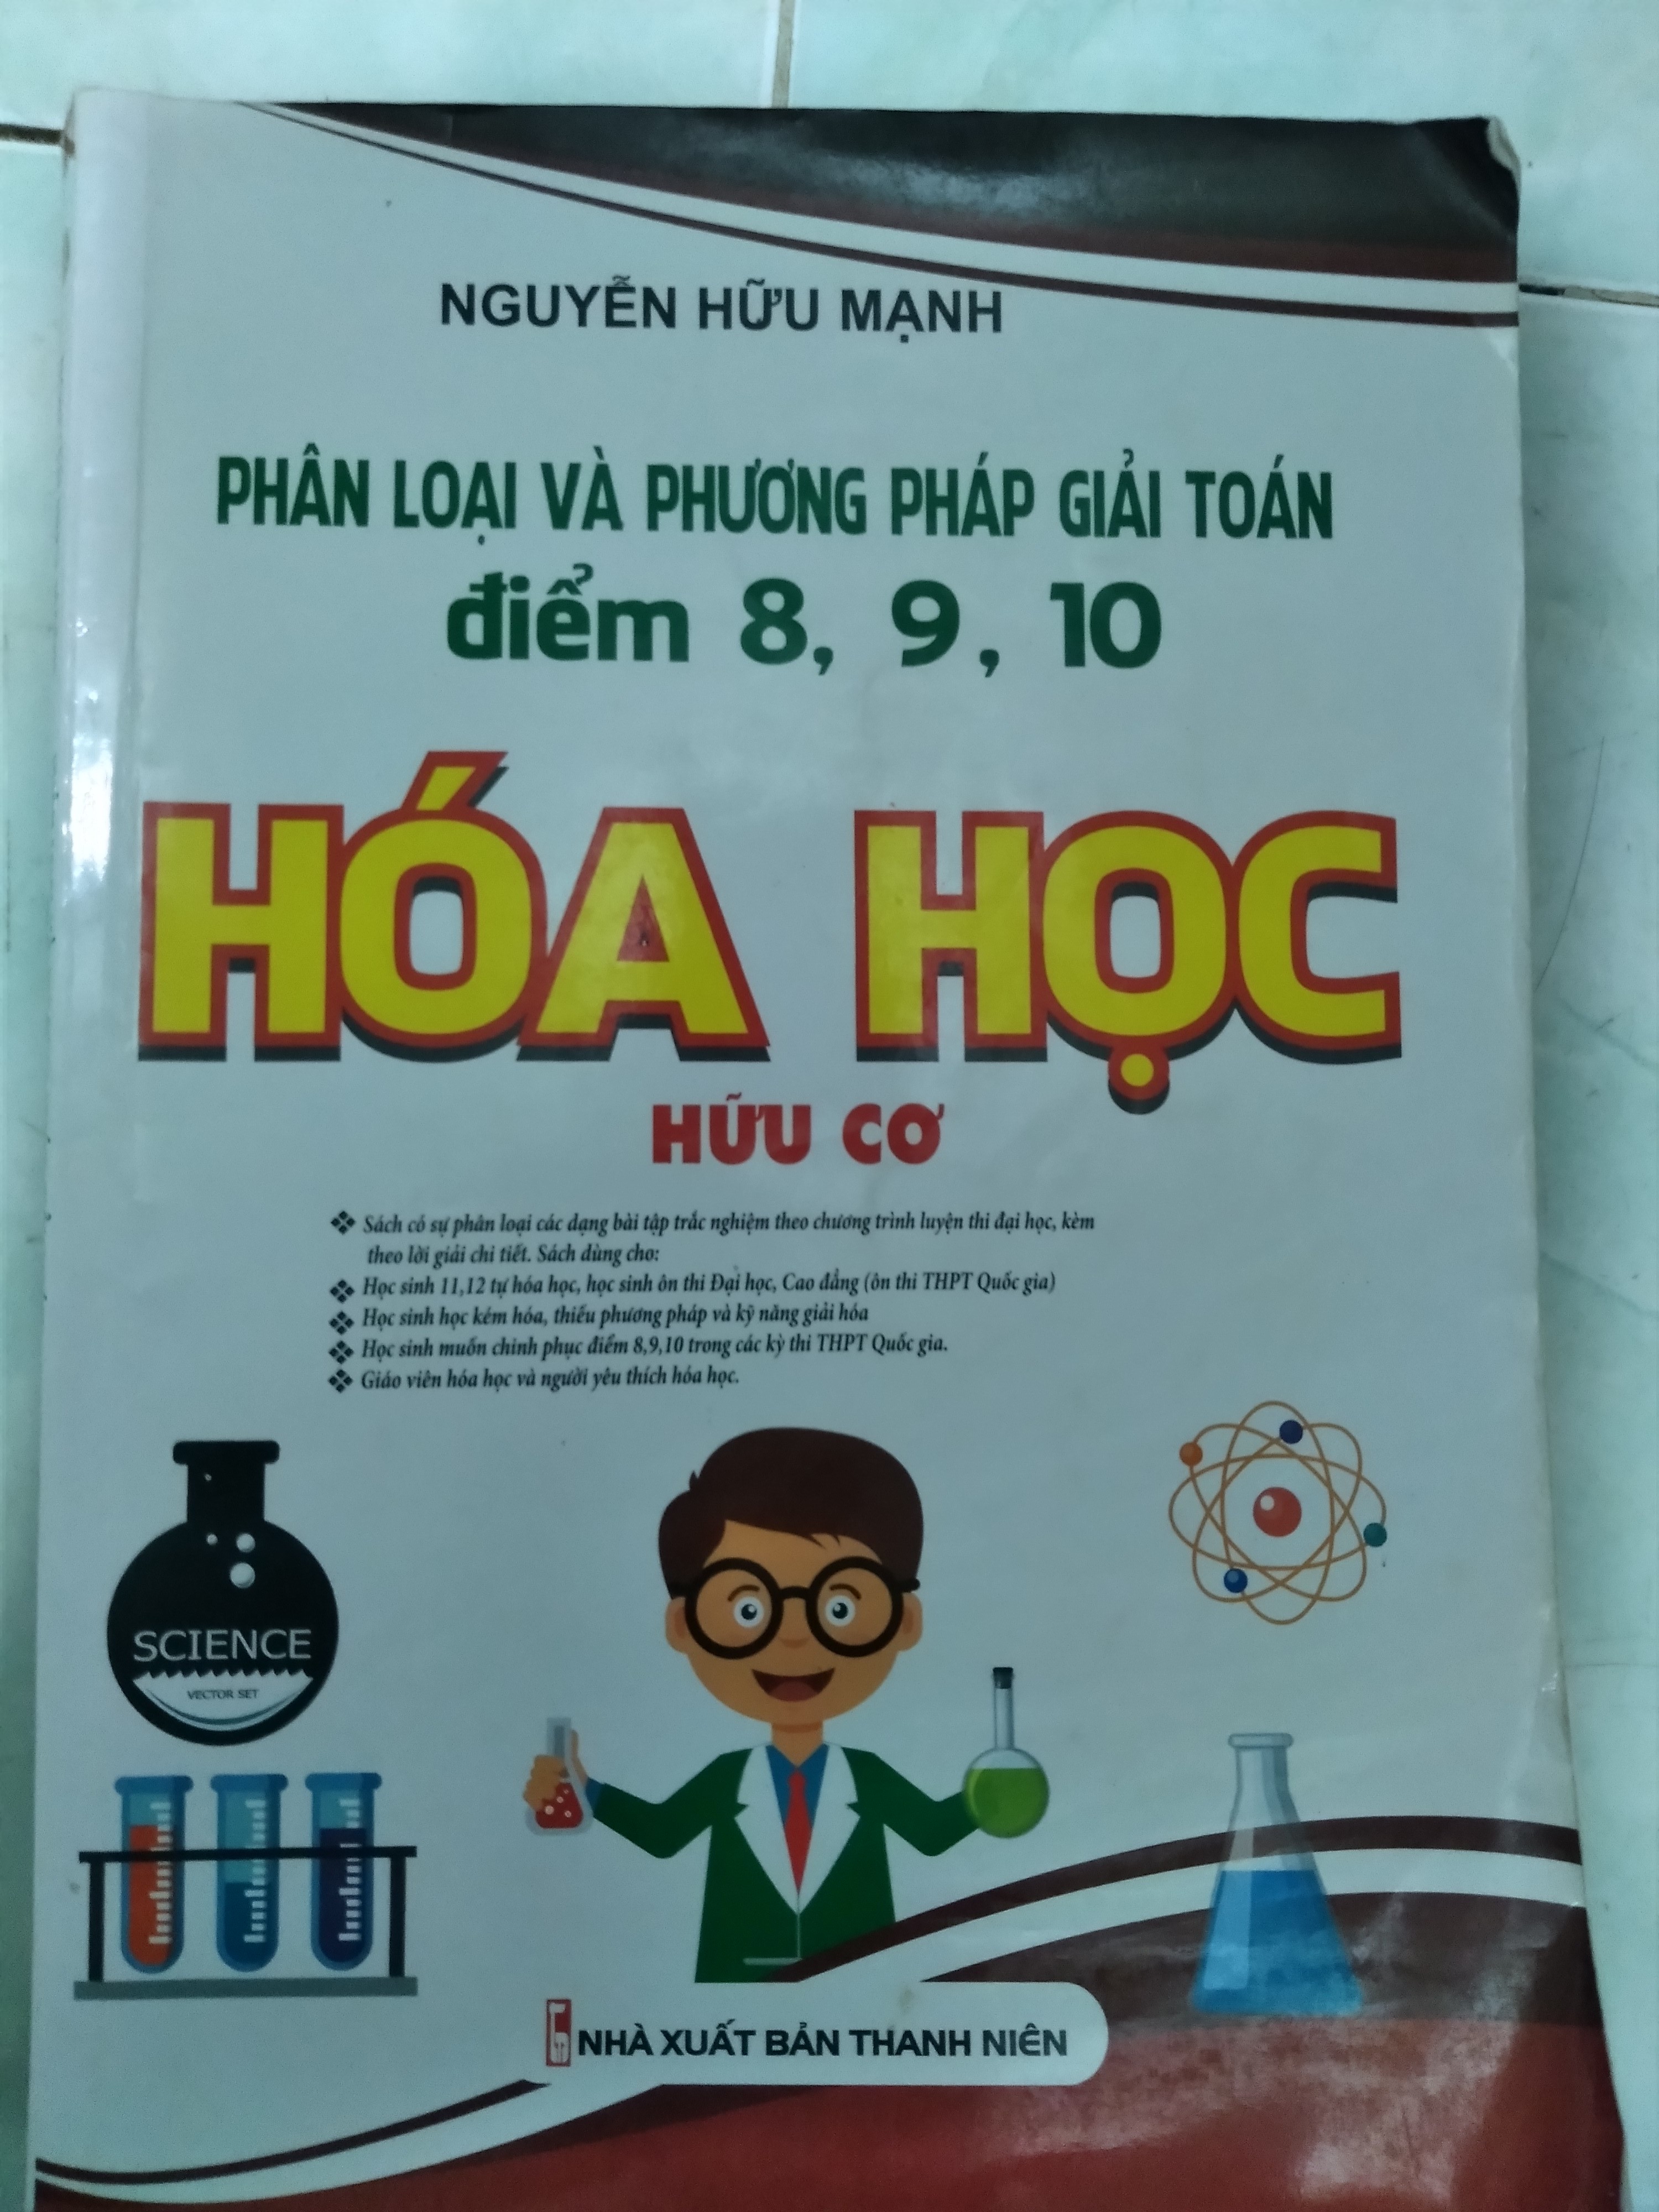 NGUYỄN HỮU MẠNH
PHÂN LOẠI VÀ PHƯƠNG PHÁP GIẢI TOÁN
điểm 8, 9, 10
HÓA HỌC
HỮU CƠ
Sách có sự phân loại các dạng bài tập trắc nghiệm theo chương trình luyện thi đại học, kèm
theo lời giải chi tiết. Sách dùng cho:
Học sinh 11,12 tự hóa học, học sinh ôn thi Đại học, Cao đẳng (ôn thi THPT Quốc gia)
Học sinh học kém hóa, thiếu phương pháp và kỹ năng giải hóa
Học sinh muốn chinh phục điểm 8,9,10 trong các kỳ thi THPT Quốc gia.
Giáo viên hóa học và người yêu thích hóa học.
SCIENCE
VECTOR SET
NHÀ XUẤT BẢN THANH NIÊN